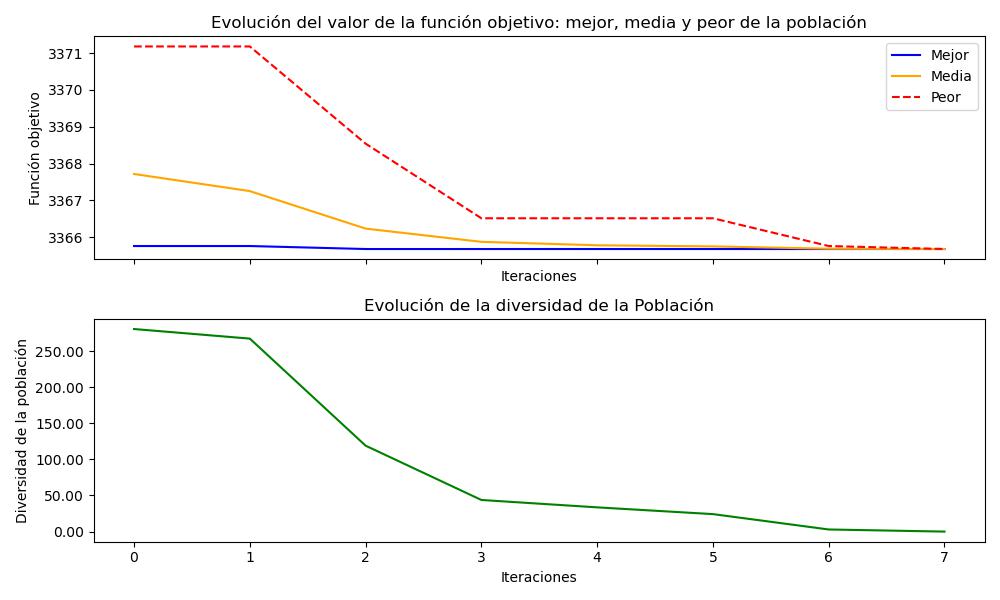 Evolución del valor de la función objetivo: mejor, media y peor de la población
Función objetivo
3371
3370
3369
3368
3367
3366
Mejor
Media
Peor
Iteraciones
Evolución de la diversidad de la Población
Diversidad de la población
250.00
200.00
150.00
100.00
50.00
0.00
0 1 2 3 4 5 6 7
Iteraciones